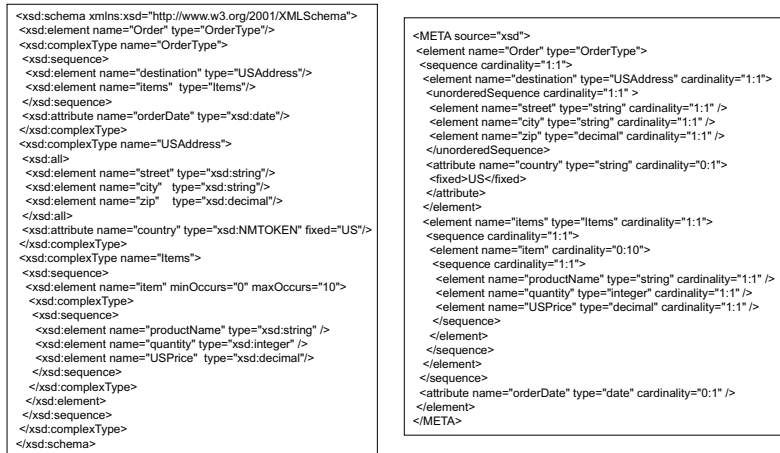 <xsd:schema xmlns:xsd="http://www.w3.org/2001/XMLSchema">
<xsd:element name="Order" type="OrderType"/>
<xsd:complexType name="OrderType">
<xsd:sequence>
<xsd:element name="destination" type="USAddress"/>
<xsd:element name="items" type="Items"/>
</xsd:sequence>
<xsd:attribute name="orderDate" type="xsd:date"/>
</xsd:complexType>
<xsd:complexType name="USAddress">
<xsd:all>
<xsd:element name="street" type="xsd:string"/>
<xsd:element name="city" type="xsd:string"/>
<xsd:element name="zip" type="xsd:decimal"/>
</xsd:all>
<xsd:attribute name="country" type="xsd:NMTOKEN" fixed="US"/>
</xsd:complexType>
<xsd:complexType name="Items">
<xsd:sequence>
<xsd:element name="item" minOccurs="0" maxOccurs="10">
<xsd:complexType>
<xsd:sequence>
<xsd:element name="productName" type="xsd:string" />
<xsd:element name="quantity" type="xsd:integer" />
<xsd:element name="USPrice" type="xsd:decimal"/>
</xsd:sequence>
</xsd:complexType>
</xsd:element>
</xsd:sequence>
</xsd:complexType>
</xsd:schema>
<META source="xsd">
<element name="Order" type="OrderType">
<sequence cardinality="1:1">
<element name="destination" type="USAddress" cardinality="1:1">
<unorderedSequence cardinality="1:1" >
<element name="street" type="string" cardinality="1:1" />
<element name="city" type="string" cardinality="1:1" />
<element name="zip" type="decimal" cardinality="1:1" />
</unorderedSequence>
<attribute name="country" type="string" cardinality="0:1">
<fixed>US</fixed>
</attribute>
</element>
<element name="items" type="Items" cardinality="1:1">
<sequence cardinality="1:1">
<element name="item" cardinality="0:10">
<sequence cardinality="1:1">
<element name="productName" type="string" cardinality="1:1" />
<element name="quantity" type="integer" cardinality="1:1" />
<element name="USPrice" type="decimal" cardinality="1:1" />
</sequence>
</element>
</sequence>
</element>
</sequence>
<attribute name="orderDate" type="date" cardinality="0:1" />
</element>
</META>